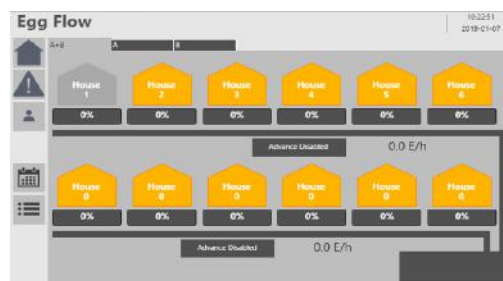 Egg Flow
10:22:51
2019-01-07
A+B A B
House 1 House 2 House 3 House 4 House 5 House 6
0% 0% 0% 0% 0% 0%
Advance Disabled 0.0 E/h
House 0 House 0 House 0 House 0 House 0 House 0
0% 0% 0% 0% 0% 0%
Advance Disabled 0.0 E/h